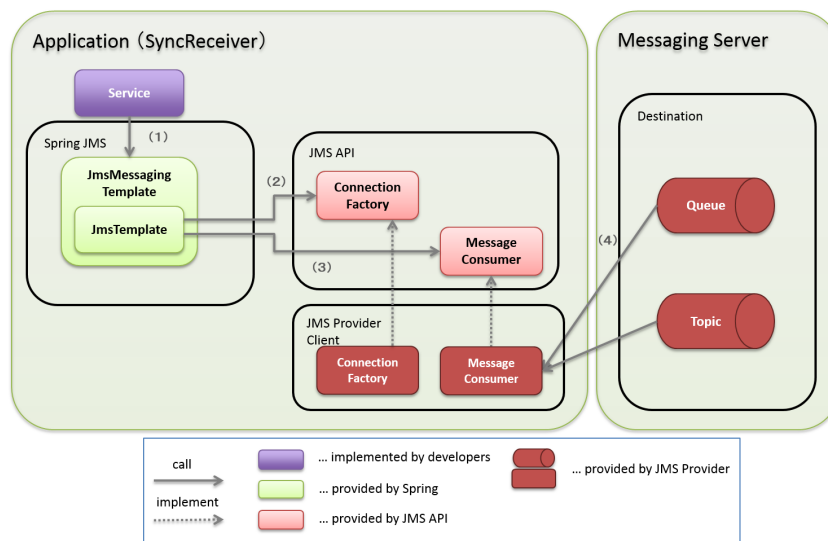 Application（SyncReceiver）
Messaging Server
Service
(1)
Spring JMS
JmsMessaging
Template
JmsTemplate
(2)
(3)
JMS API
Connection
Factory
Message
Consumer
JMS Provider
Client
Connection
Factory
Message
Consumer
(4)
Destination
Queue
Topic
call
implement
... implemented by developers
... provided by Spring
... provided by JMS API
... provided by JMS Provider